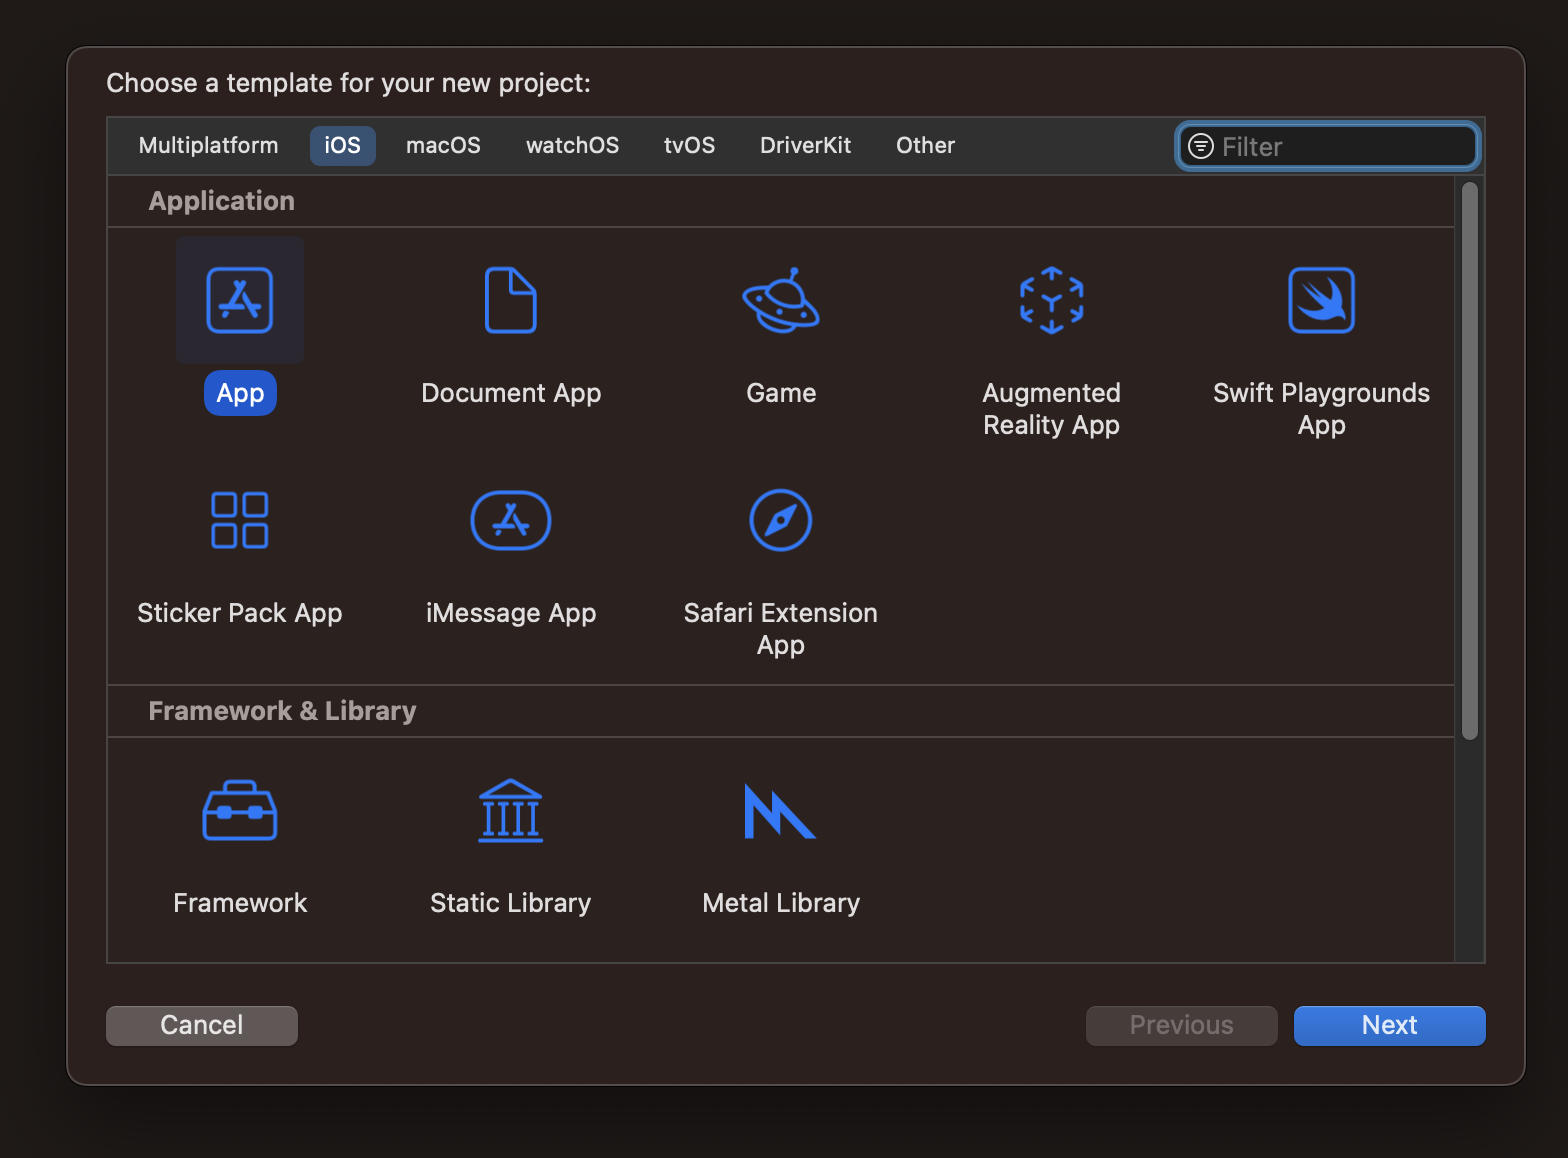 Choose a template for your new project:
Multiplatform iOS macOS watchOS tvOS DriverKit Other Filter
Application
App Document App Game Augmented Swift Playgrounds
Reality App App
Sticker Pack App iMessage App Safari Extension
App
Framework & Library
Framework Static Library Metal Library
Cancel Previous Next